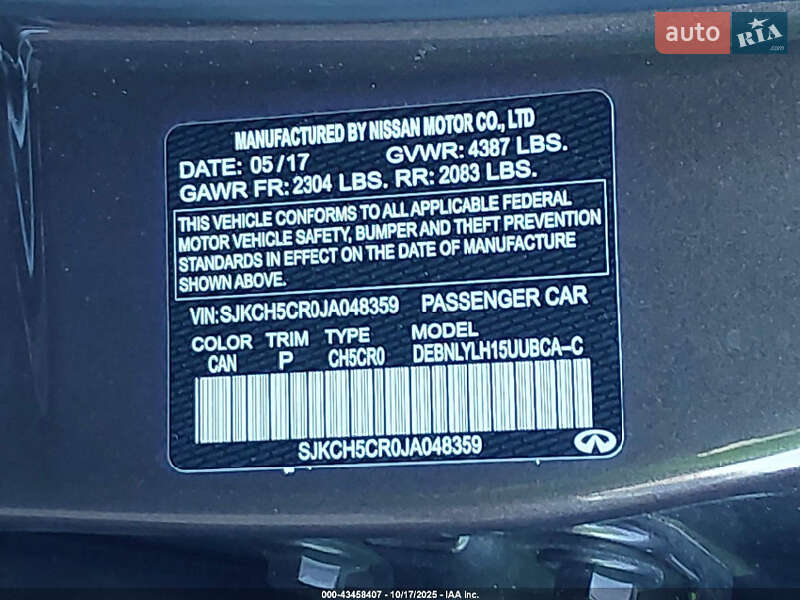 auto RIA
.com
MANUFACTURED BY NISSAN MOTOR CO., LTD
DATE: 05/17 GVWR: 4387 LBS.
GAWR FR: 2304 LBS. RR: 2083 LBS.
THIS VEHICLE CONFORMS TO ALL APPLICABLE FEDERAL
MOTOR VEHICLE SAFETY, BUMPER AND THEFT PREVENTION
STANDARDS IN EFFECT ON THE DATE OF MANUFACTURE
SHOWN ABOVE.
VIN:SJKCH5CR0JA048359 PASSENGER CAR
COLOR TRIM TYPE MODEL
CAN P CH5CR0 DEBNLYLH15UUBCA-C
SJKCH5CR0JA048359
000-43458407 - 10/17/2025 - IAA Inc.